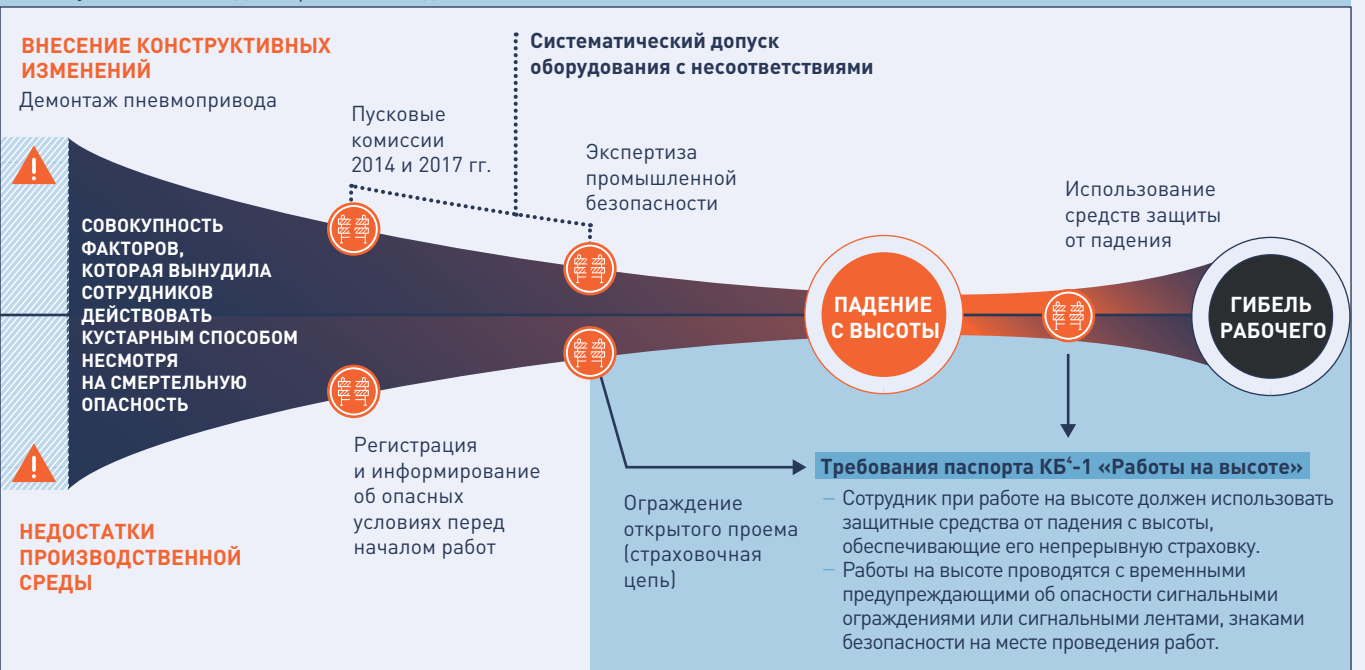 ВНЕСЕНИЕ КОНСТРУКТИВНЫХ
ИЗМЕНЕНИЙ
Демонтаж пневмопривода
Систематический допуск
оборудования с несоответствиями
Пусковые
комиссии
2014 и 2017 гг.
Экспертиза
промышленной
безопасности
Использование
средств защиты
от падения
СОВОКУПНОСТЬ
ФАКТОРОВ,
КОТОРАЯ ВЫНУДИЛА
СОТРУДНИКОВ
ДЕЙСТВОВАТЬ
КУСТАРНЫМ СПОСОБОМ
НЕСМОТРЯ
НА СМЕРТЕЛЬНУЮ
ОПАСНОСТЬ
ПАДЕНИЕ
С ВЫСОТЫ
ГИБЕЛЬ
РАБОЧЕГО
НЕДОСТАТКИ
ПРОИЗВОДСТВЕННОЙ
СРЕДЫ
Регистрация
и информирование
об опасных
условиях перед
началом работ
Ограждение
открытого проема
(страховочная
цепь)
Требования паспорта КБ‘-1 «Работы на высоте»
– Сотрудник при работе на высоте должен использовать
защитные средства от падения с высоты,
обеспечивающие его непрерывную страховку.
– Работы на высоте проводятся с временными
предупреждающими об опасности сигнальными
ограждениями или сигнальными лентами, знаками
безопасности на месте проведения работ.